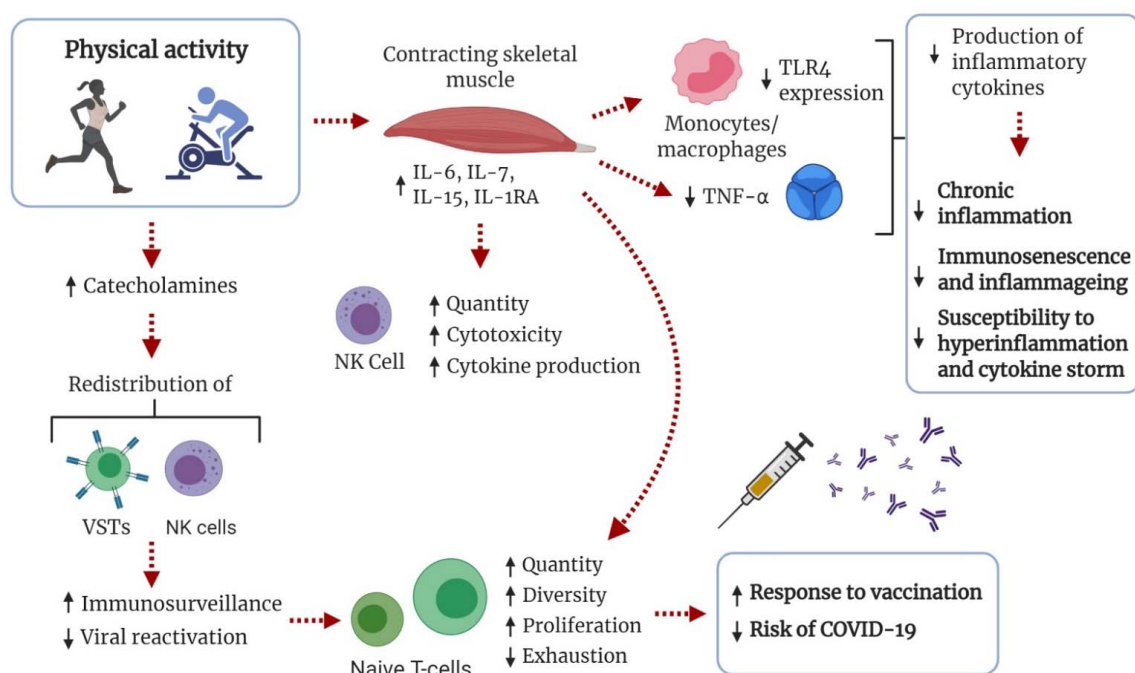 Physical activity
Contracting skeletal
muscle
↑ IL-6, IL-7,
IL-15, IL-1RA
↓ TLR4
expression
Monocytes/
macrophages
↓ TNF-α
↓ Production of
inflammatory
cytokines
↓ Chronic
inflammation
↓ Immunosenescence
and inflammageing
↓ Susceptibility to
hyperinflammation
and cytokine storm
↑ Catecholamines
Redistribution of
VSTs
NK cells
↑ Immunosurveillance
↓ Viral reactivation
NK Cell
↑ Quantity
↑ Cytotoxicity
↑ Cytokine production
Naive T-cells
↑ Quantity
↑ Diversity
↑ Proliferation
↓ Exhaustion
↑ Response to vaccination
↓ Risk of COVID-19